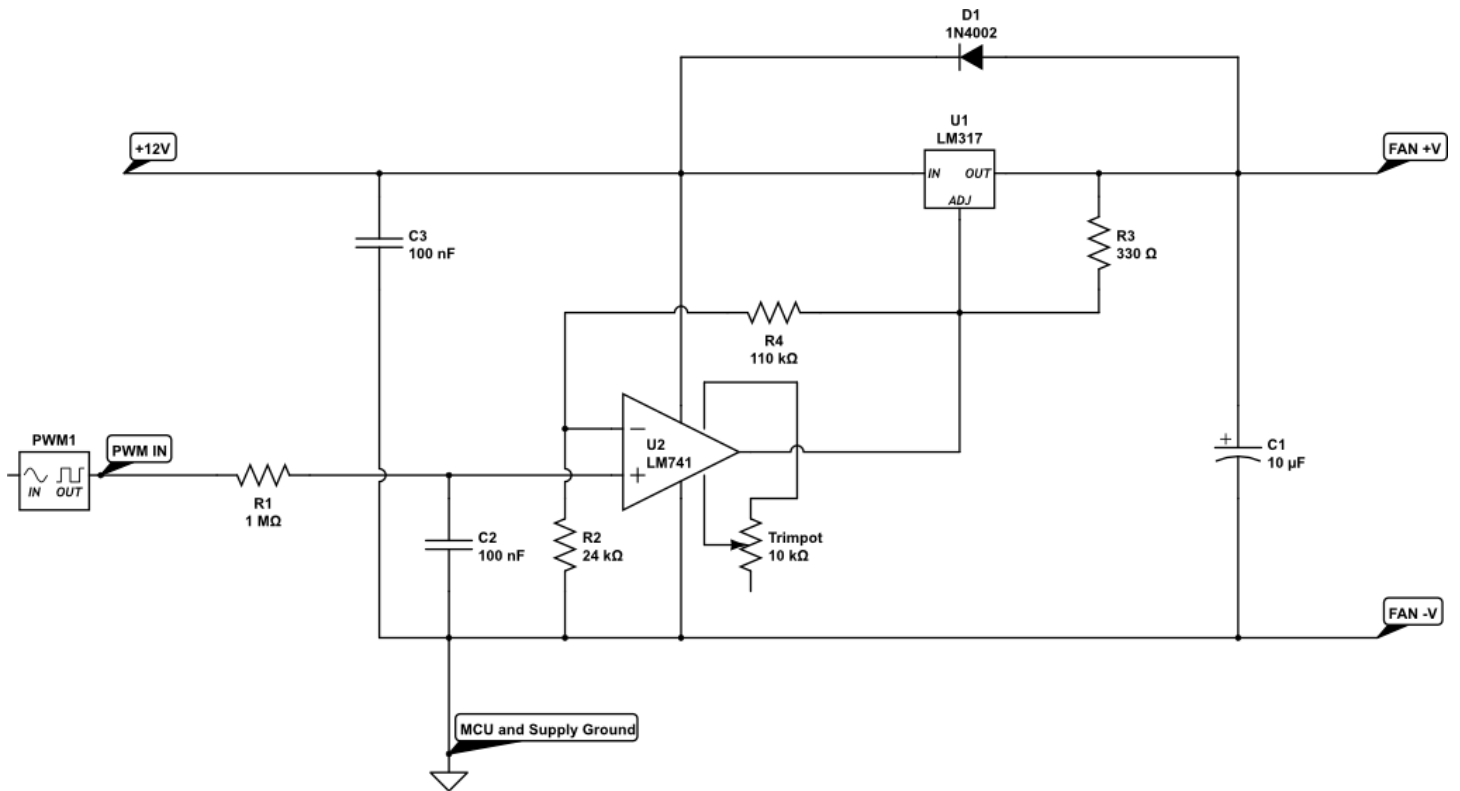 D1
1N4002
+12V
U1
LM317
FAN +V
IN OUT
ADJ
C3
100 nF
R3
330 Ω
R4
110 kΩ
PWM1
PWM IN
IN OUT
R1
1 MΩ
−
+
U2
LM741
+
C1
10 µF
C2
100 nF
R2
24 kΩ
Trimpot
10 kΩ
FAN -V
MCU and Supply Ground